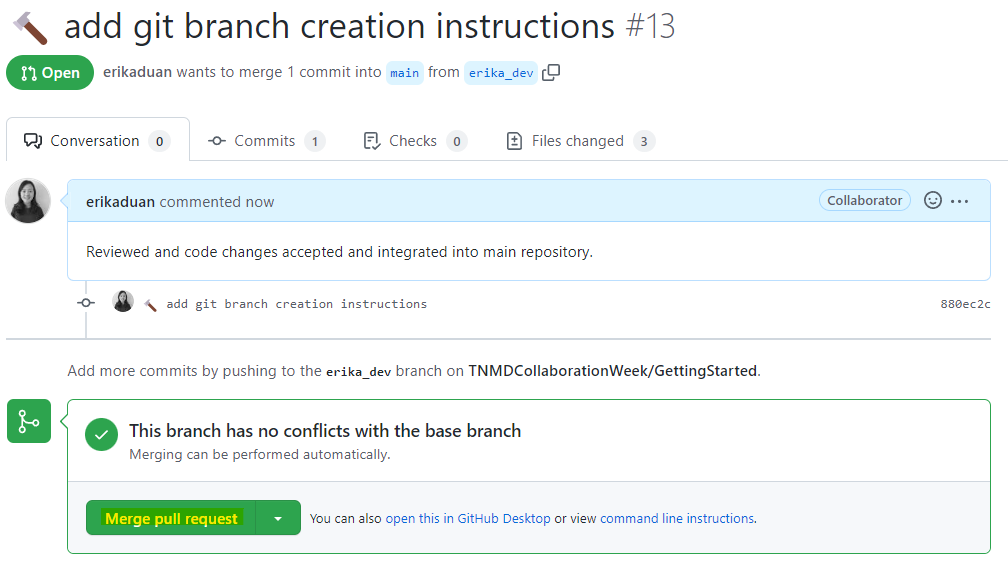 add git branch creation instructions #13
Open erikaduan wants to merge 1 commit into main from erika_dev
Conversation 0 Commits 1 Checks 0 Files changed 3
erikaduan commented now Collaborator
Reviewed and code changes accepted and integrated into main repository.
add git branch creation instructions 880ec2c
Add more commits by pushing to the erika_dev branch on TNMDCollaborationWeek/GettingStarted.
This branch has no conflicts with the base branch
Merging can be performed automatically.
Merge pull request You can also open this in GitHub Desktop or view command line instructions.